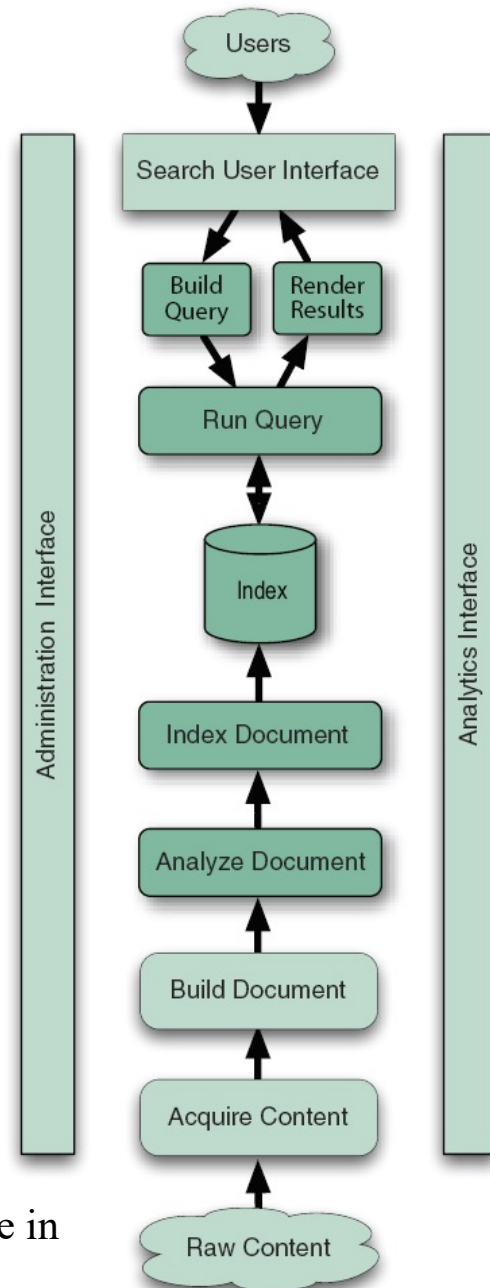 Users
Search User Interface
Build
Query
Render
Results
Run Query
Index
Administration Interface
Analytics Interface
Index Document
Analyze Document
Build Document
Acquire Content
e in
Raw Content